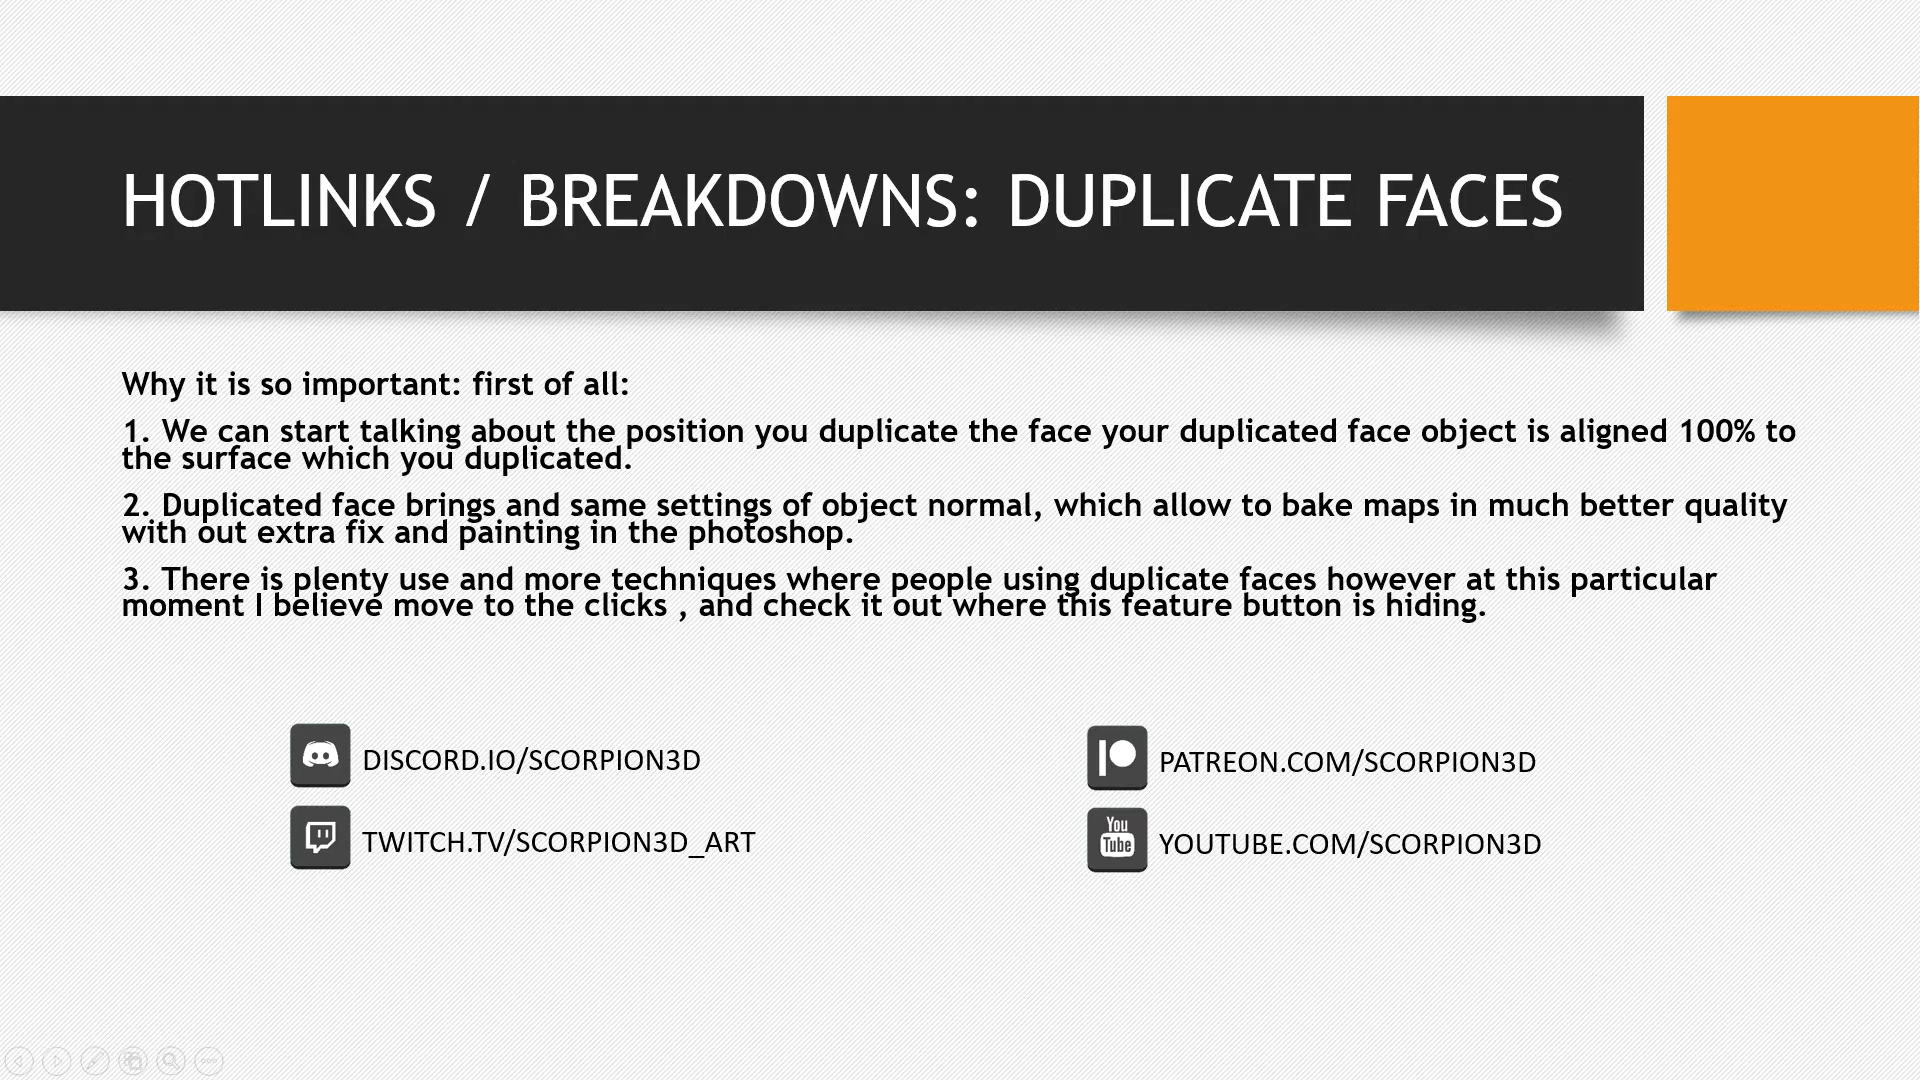 HOTLINKS / BREAKDOWNS: DUPLICATE FACES
Why it is so important: first of all:
1. We can start talking about the position you duplicate the face your duplicated face object is aligned 100% to
the surface which you duplicated.
2. Duplicated face brings and same settings of object normal, which allow to bake maps in much better quality
with out extra fix and painting in the photoshop.
3. There is plenty use and more techniques where people using duplicate faces however at this particular
moment I believe move to the clicks , and check it out where this feature button is hiding.
DISCORD.IO/SCORPION3D
PATREON.COM/SCORPION3D
TWITCH.TV/SCORPION3D_ART
You
Tube
YOUTUBE.COM/SCORPION3D